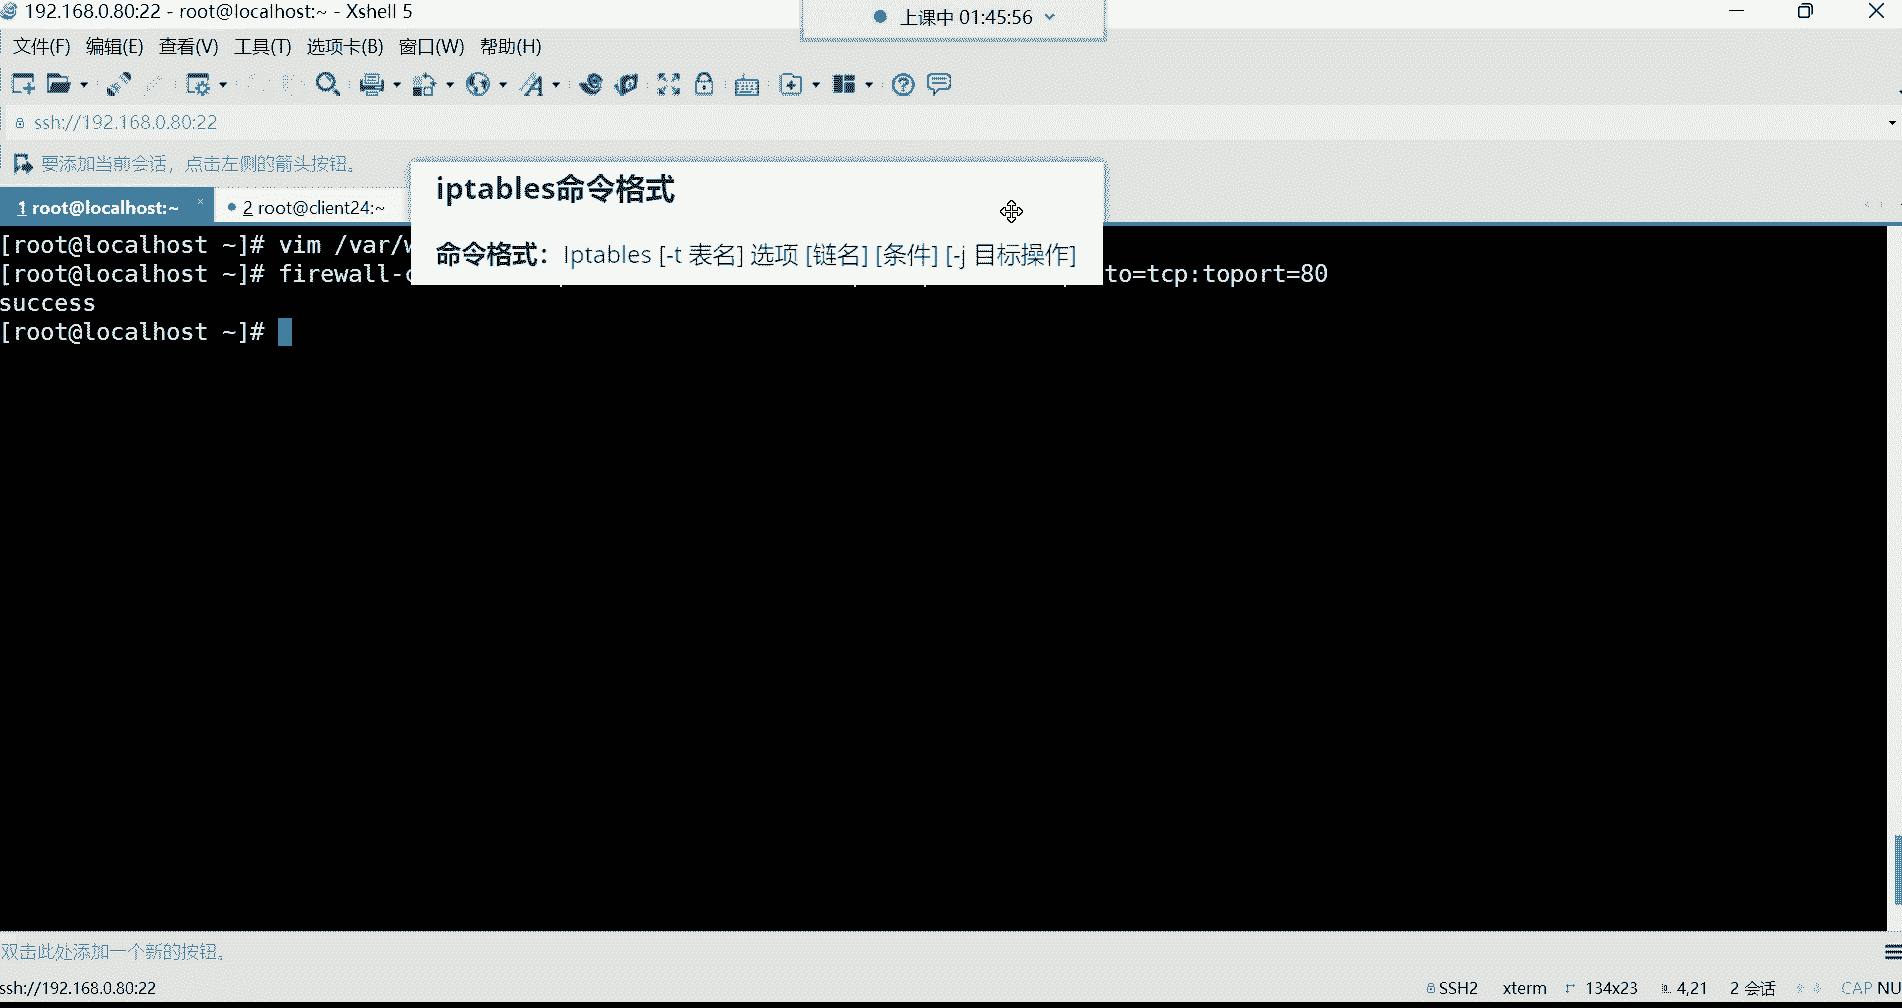 192.168.0.80:22 - root@localhost:~ - Xshell 5
上课中 01:45:56
文件(F) 编辑(E) 查看(V) 工具(T) 选项卡(B) 窗口(W) 帮助(H)
ssh://192.168.0.80:22
要添加当前会话，点击左侧的箭头按钮。
1 root@localhost:~ 2 root@client24:~
iptables命令格式
命令格式：Iptables [-t 表名] 选项 [链名] [条件] [-j 目标操作]
[root@localhost ~]# vim /var/
[root@localhost ~]# firewall- to=tcp:toport=80
success
[root@localhost ~]#
双击此处添加一个新的按钮。
ssh://192.168.0.80:22 SSH2 xterm 134x23 4,21 2 会话 CAP NU